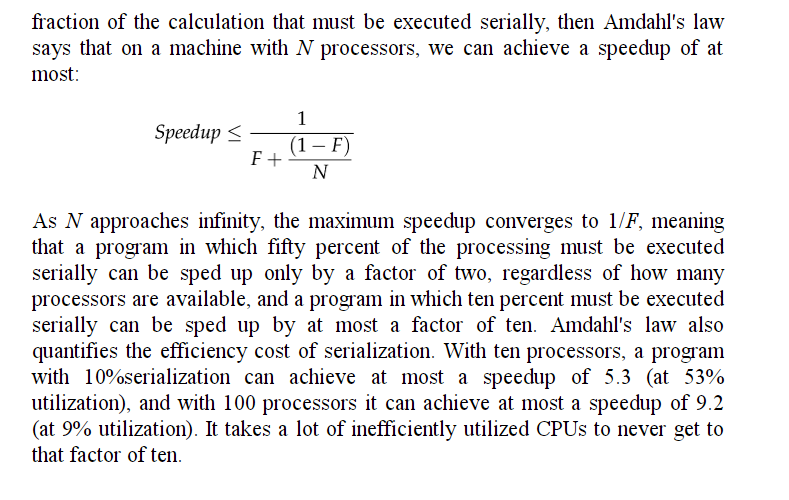 fraction of the calculation that must be executed serially, then Amdahl's law
says that on a machine with N processors, we can achieve a speedup of at
most:
Speedup ≤ 1 / (F + (1 – F) / N)
As N approaches infinity, the maximum speedup converges to 1/F, meaning
that a program in which fifty percent of the processing must be executed
serially can be sped up only by a factor of two, regardless of how many
processors are available, and a program in which ten percent must be executed
serially can be sped up by at most a factor of ten. Amdahl's law also
quantifies the efficiency cost of serialization. With ten processors, a program
with 10%serialization can achieve at most a speedup of 5.3 (at 53%
utilization), and with 100 processors it can achieve at most a speedup of 9.2
(at 9% utilization). It takes a lot of inefficiently utilized CPUs to never get to
that factor of ten.